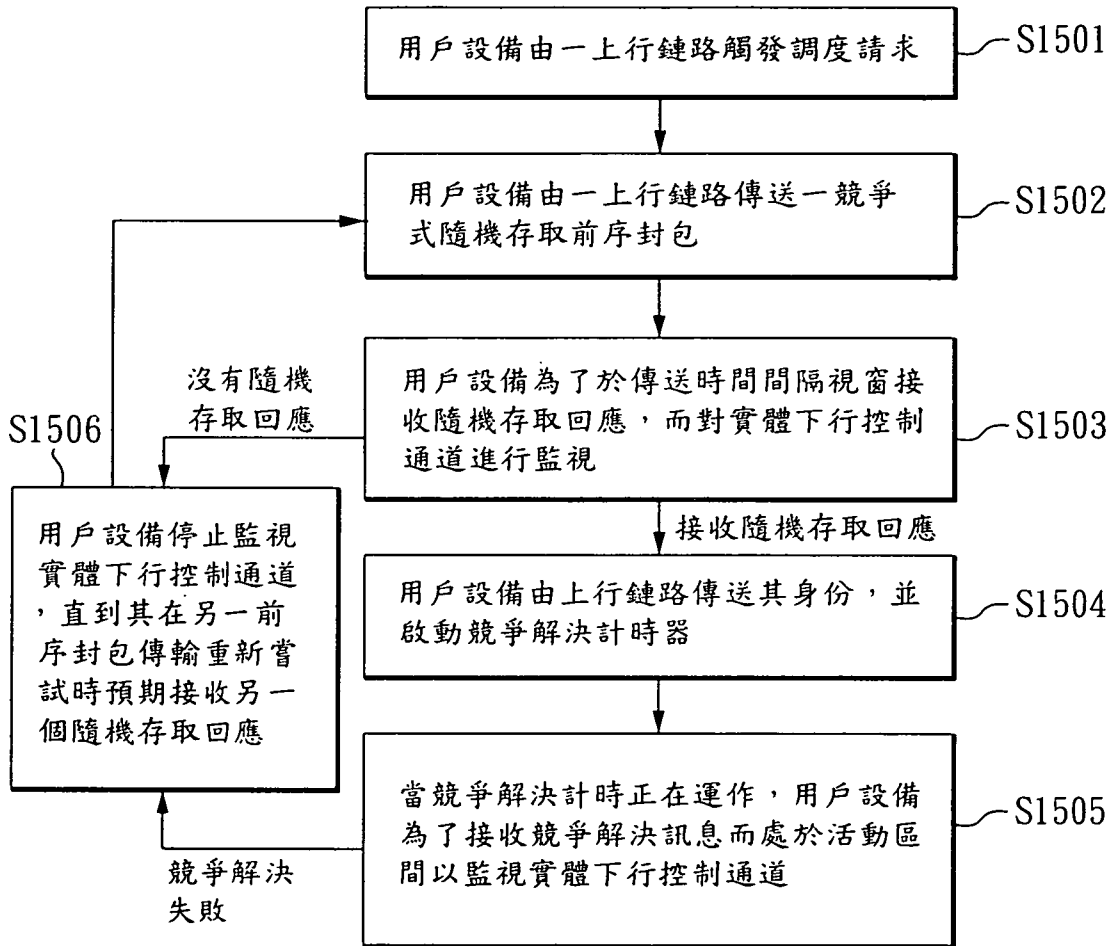 用戶設備由一上行鏈路觸發調度請求
S1501
用戶設備由一上行鏈路傳送一競爭
式隨機存取前序封包
S1502
用戶設備為了於傳送時間間隔視窗接
收隨機存取回應，而對實體下行控制
通道進行監視
S1503
沒有隨機
存取回應
S1506
用戶設備停止監視
實體下行控制通道
，直到其在另一前
序封包傳輸重新嘗
試時預期接收另一
個隨機存取回應
接收隨機存取回應
用戶設備由上行鏈路傳送其身份，並
啟動競爭解決計時器
S1504
當競爭解決計時正在運作，用戶設備
為了接收競爭解決訊息而處於活動區
間以監視實體下行控制通道
S1505
競爭解決
失敗